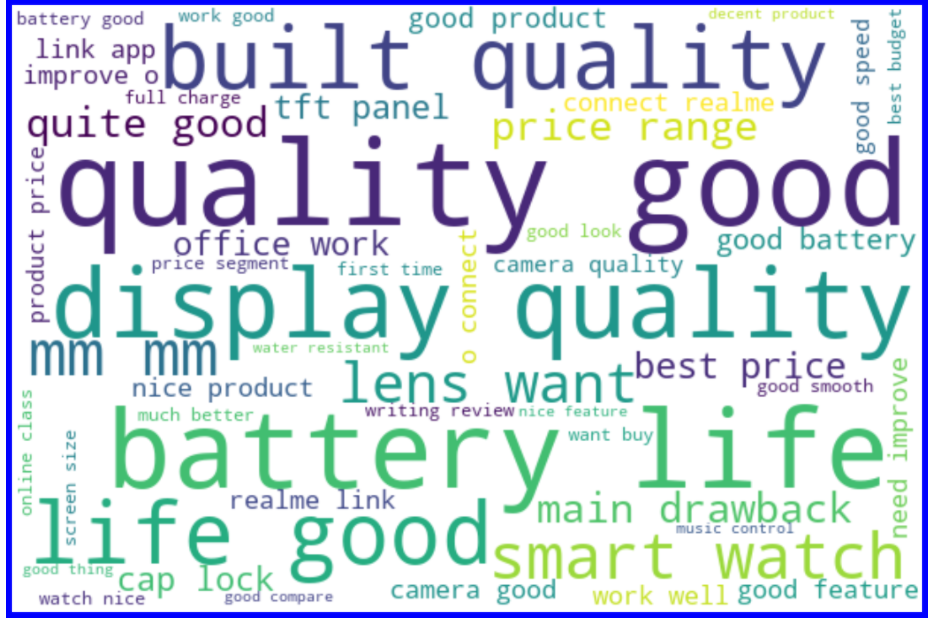 battery good
work good
good product
decent product
link app
built quality
good speed
best budget
improve o
full charge
tft panel
connect realme
quite good
price range
quality good
product price
office work
good look
good battery
price segment
first time
o connect
camera quality
display quality
mm mm
water resistant
best price
nice product
lens want
good smooth
online class
much better
writing review
nice feature
need improve
screen size
battery life
want buy
realme link
main drawback
life good
music control
smart watch
good thing
cap lock
camera good
work well
good feature
watch nice
good compare